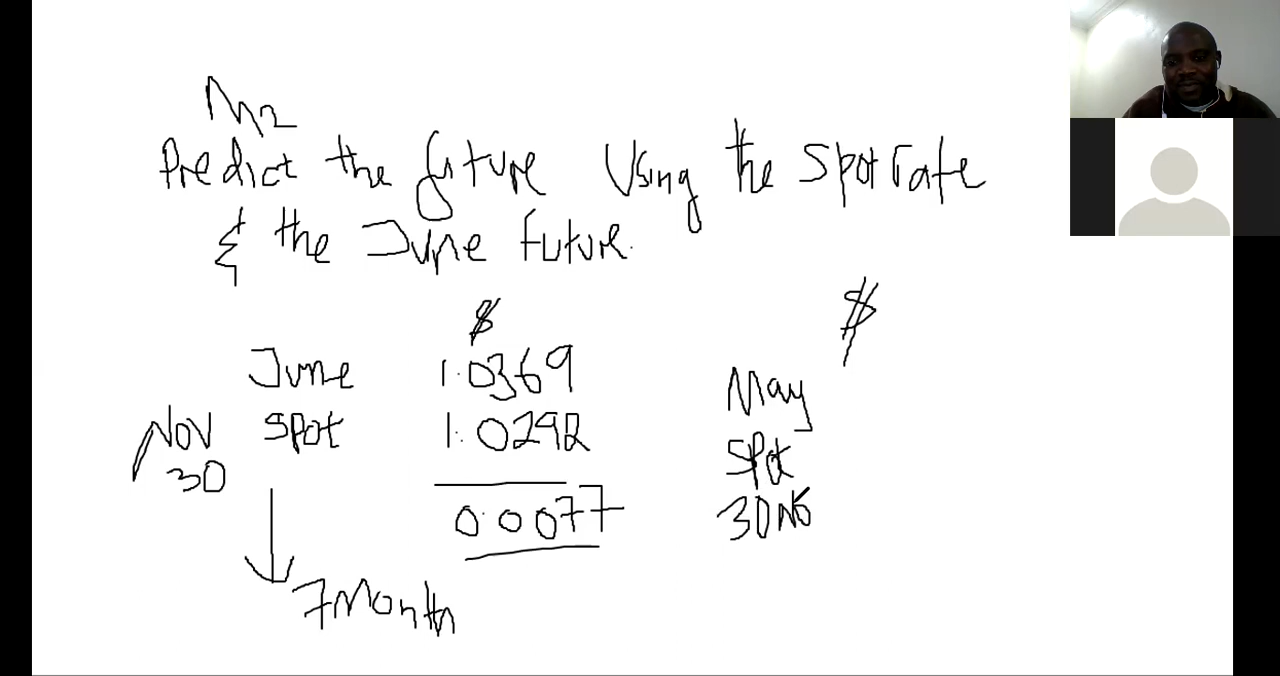 M2
Predict the future Using the Spot rate
& the June future.
$
June 1.0369
Nov 30 Spot 1.0292
0.0077
7 Month
$
May
Spot
30 No